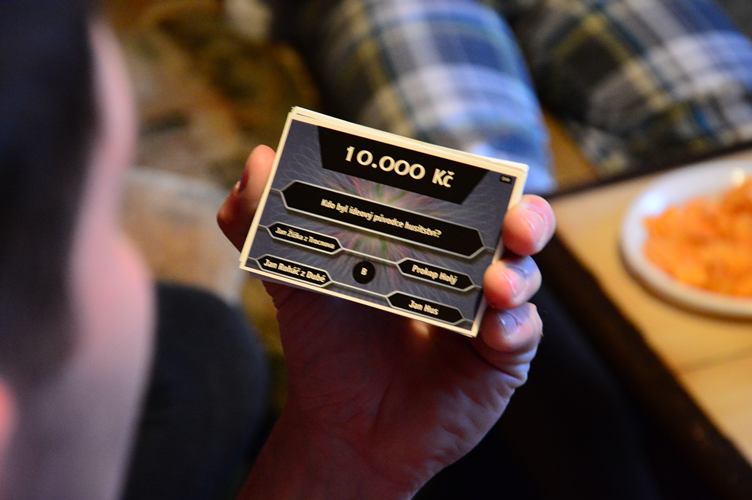 10.000 Kč
Kdo byl ideový původce husitství?
Jan Žižka z Trocnova
Prokop Holý
Jan Roháč z Dubé
Jan Hus